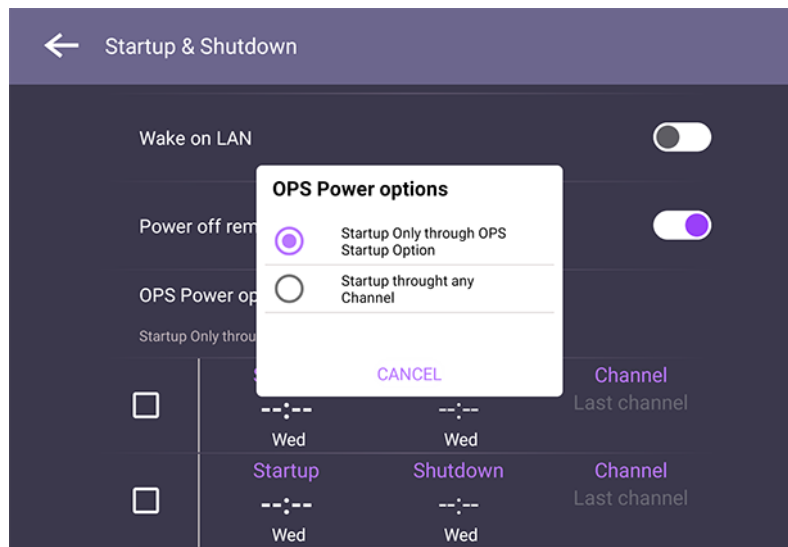 Startup & Shutdown
Wake on LAN
OPS Power options
Power off rem
Startup Only through OPS
Startup Option
Startup throught any
Channel
OPS Power op
Startup Only throu
CANCEL
Channel
--:--
--:--
Last channel
Wed
Wed
Startup
Shutdown
Channel
--:--
--:--
Last channel
Wed
Wed